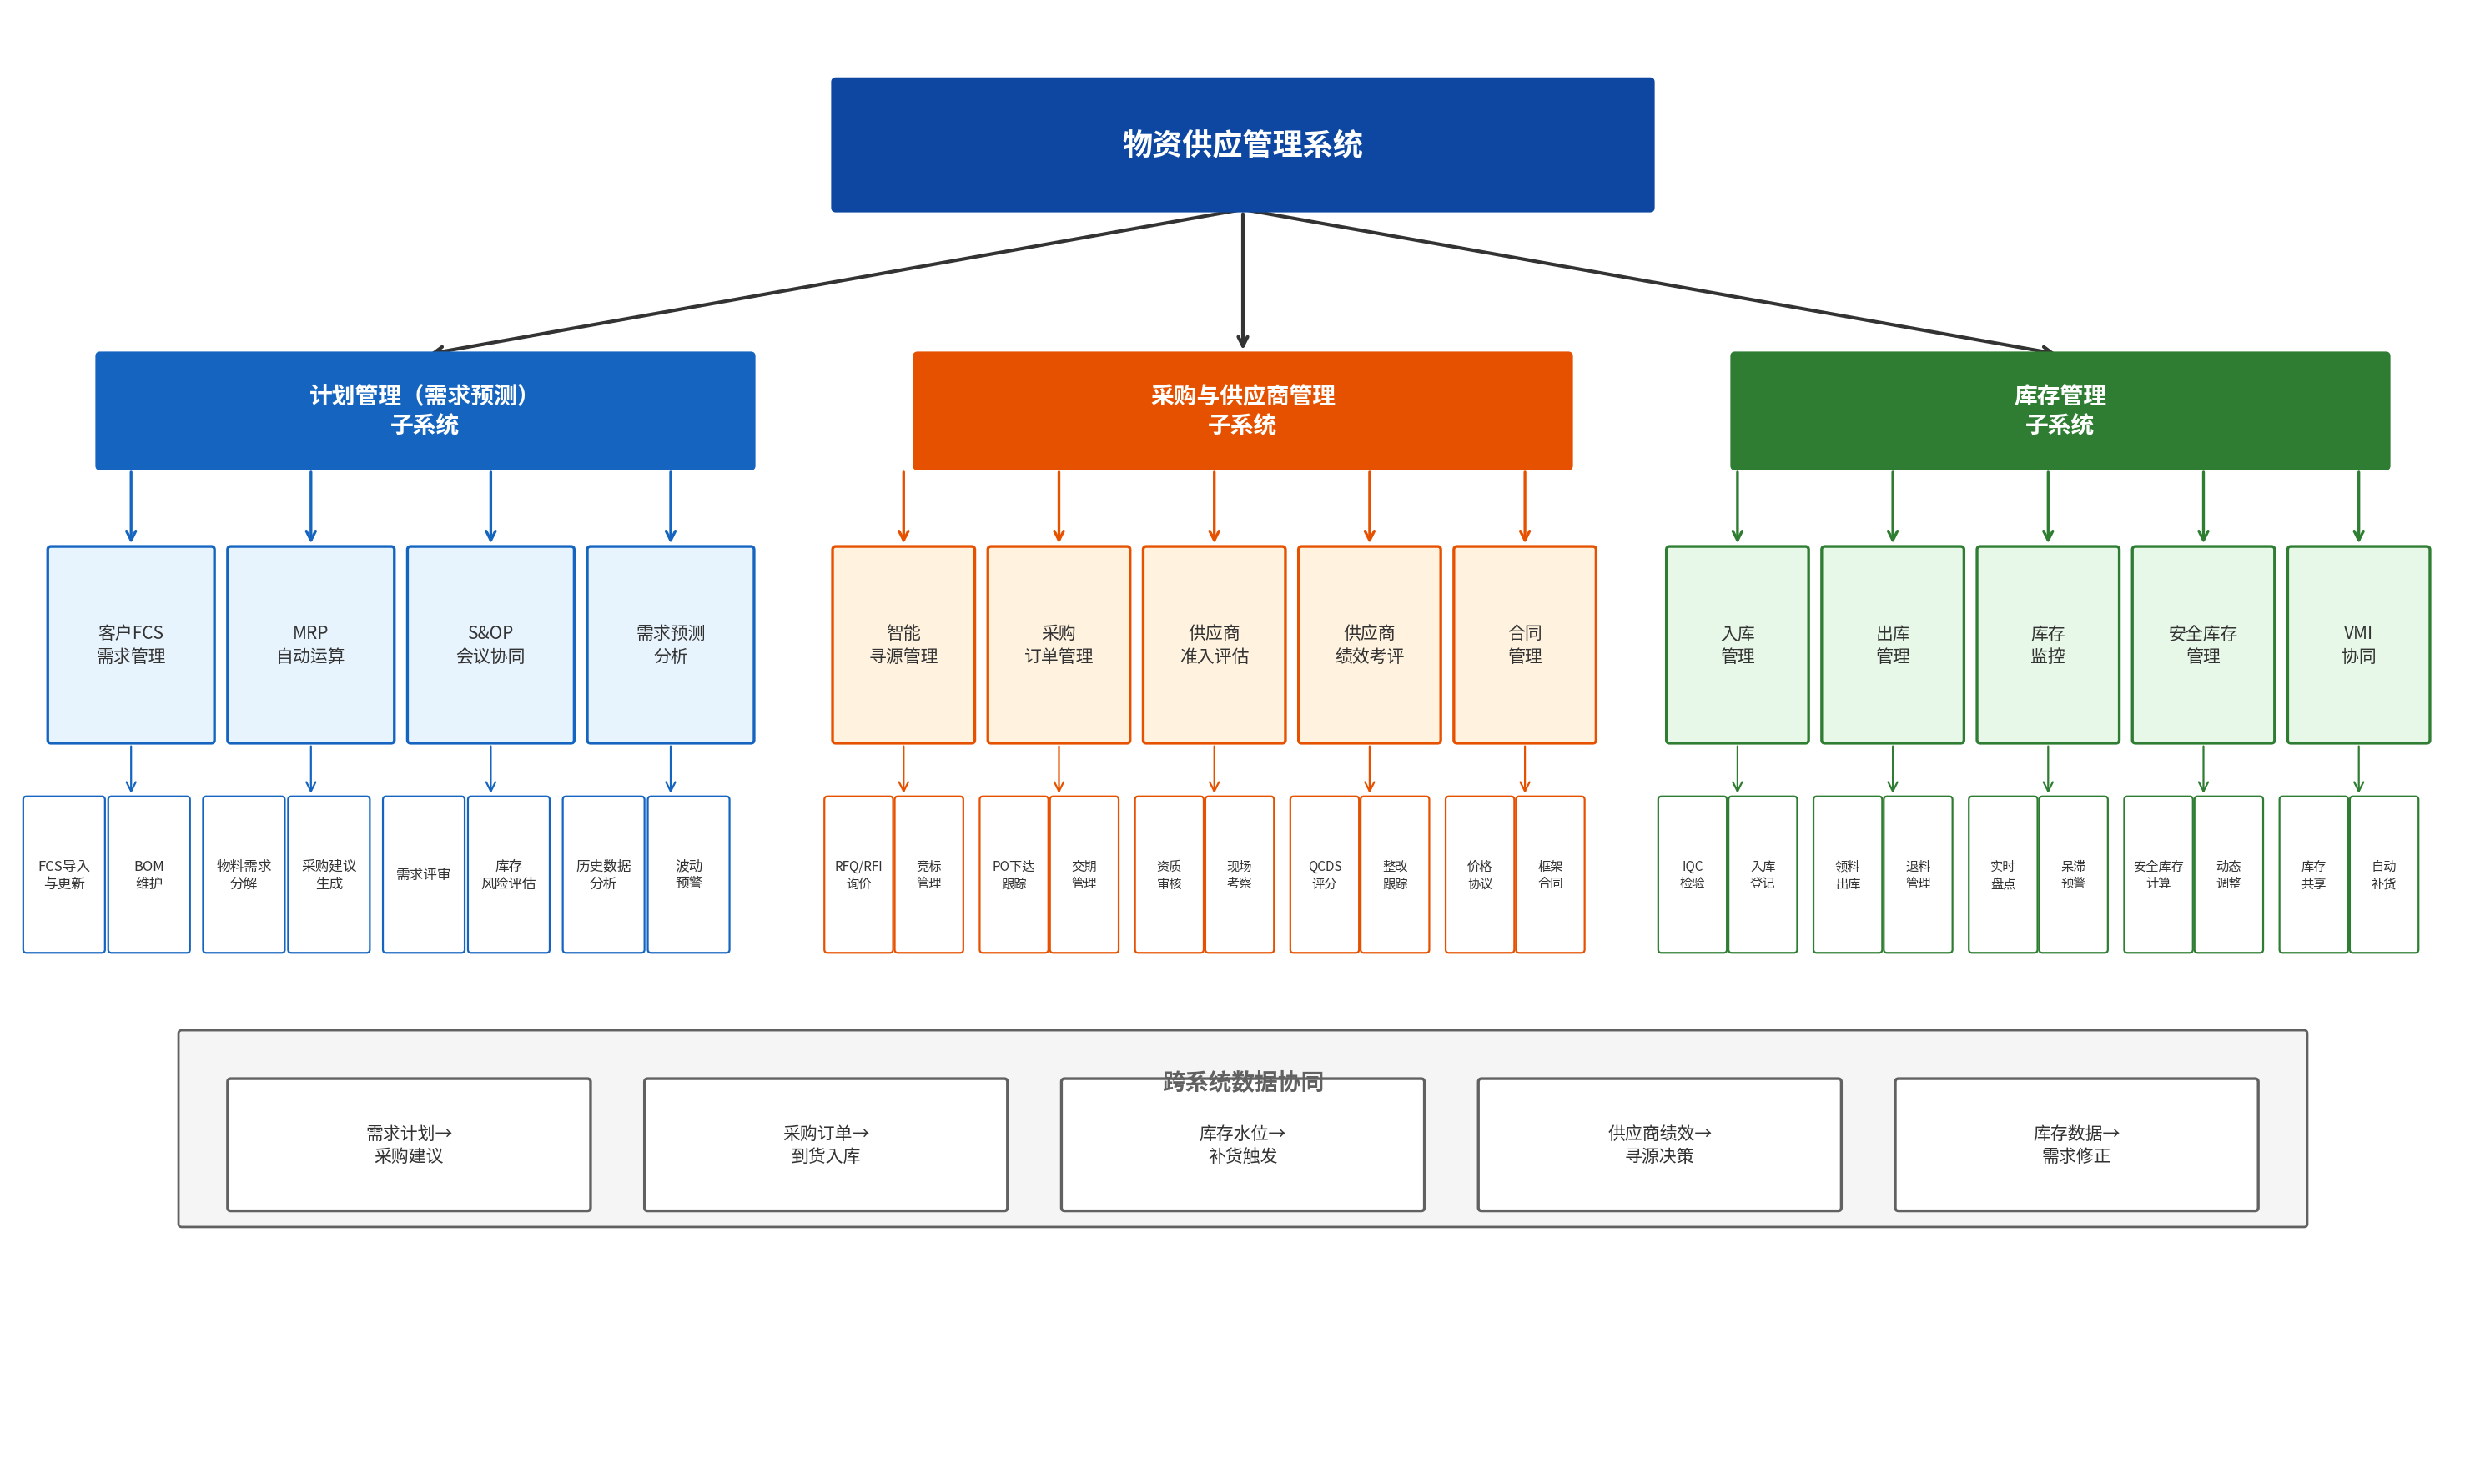 物资供应管理系统
计划管理（需求预测）
子系统
采购与供应商管理
子系统
库存管理
子系统
客户FCS
需求管理
MRP
自动运算
S&OP
会议协同
需求预测
分析
智能
寻源管理
采购
订单管理
供应商
准入评估
供应商
绩效考评
合同
管理
入库
管理
出库
管理
库存
监控
安全库存
管理
VMI
协同
FCS导入
与更新
BOM
维护
物料需求
分解
采购建议
生成
需求评审
库存
风险评估
历史数据
分析
波动
预警
RFQ/RFI
询价
竞标
管理
PO下达
跟踪
交期
管理
资质
审核
现场
考察
QCDS
评分
整改
跟踪
价格
协议
框架
合同
IQC
检验
入库
登记
领料
出库
退料
管理
实时
盘点
呆滞
预警
安全库存
计算
动态
调整
库存
共享
自动
补货
跨系统数据协同
需求计划→
采购建议
采购订单→
到货入库
库存水位→
补货触发
供应商绩效→
寻源决策
库存数据→
需求修正